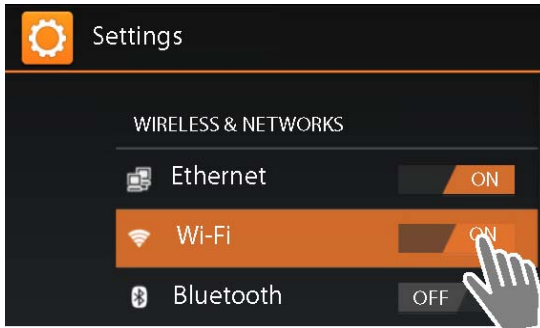 Settings
WIRELESS & NETWORKS
Ethernet ON
Wi-Fi ON
Bluetooth OFF